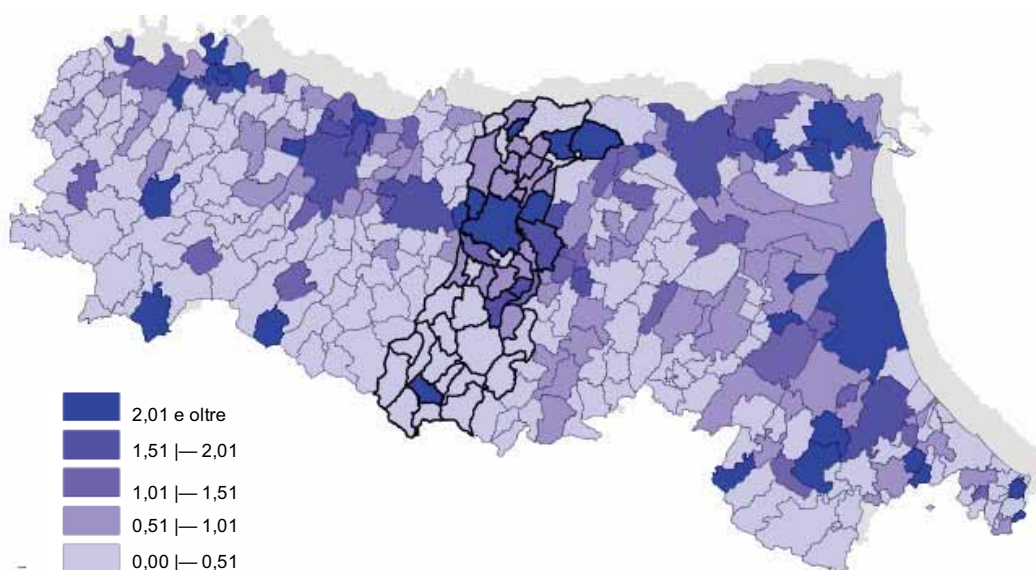 2,01 e oltre
1,51 |— 2,01
1,01 |— 1,51
0,51 |— 1,01
0,00 |— 0,51